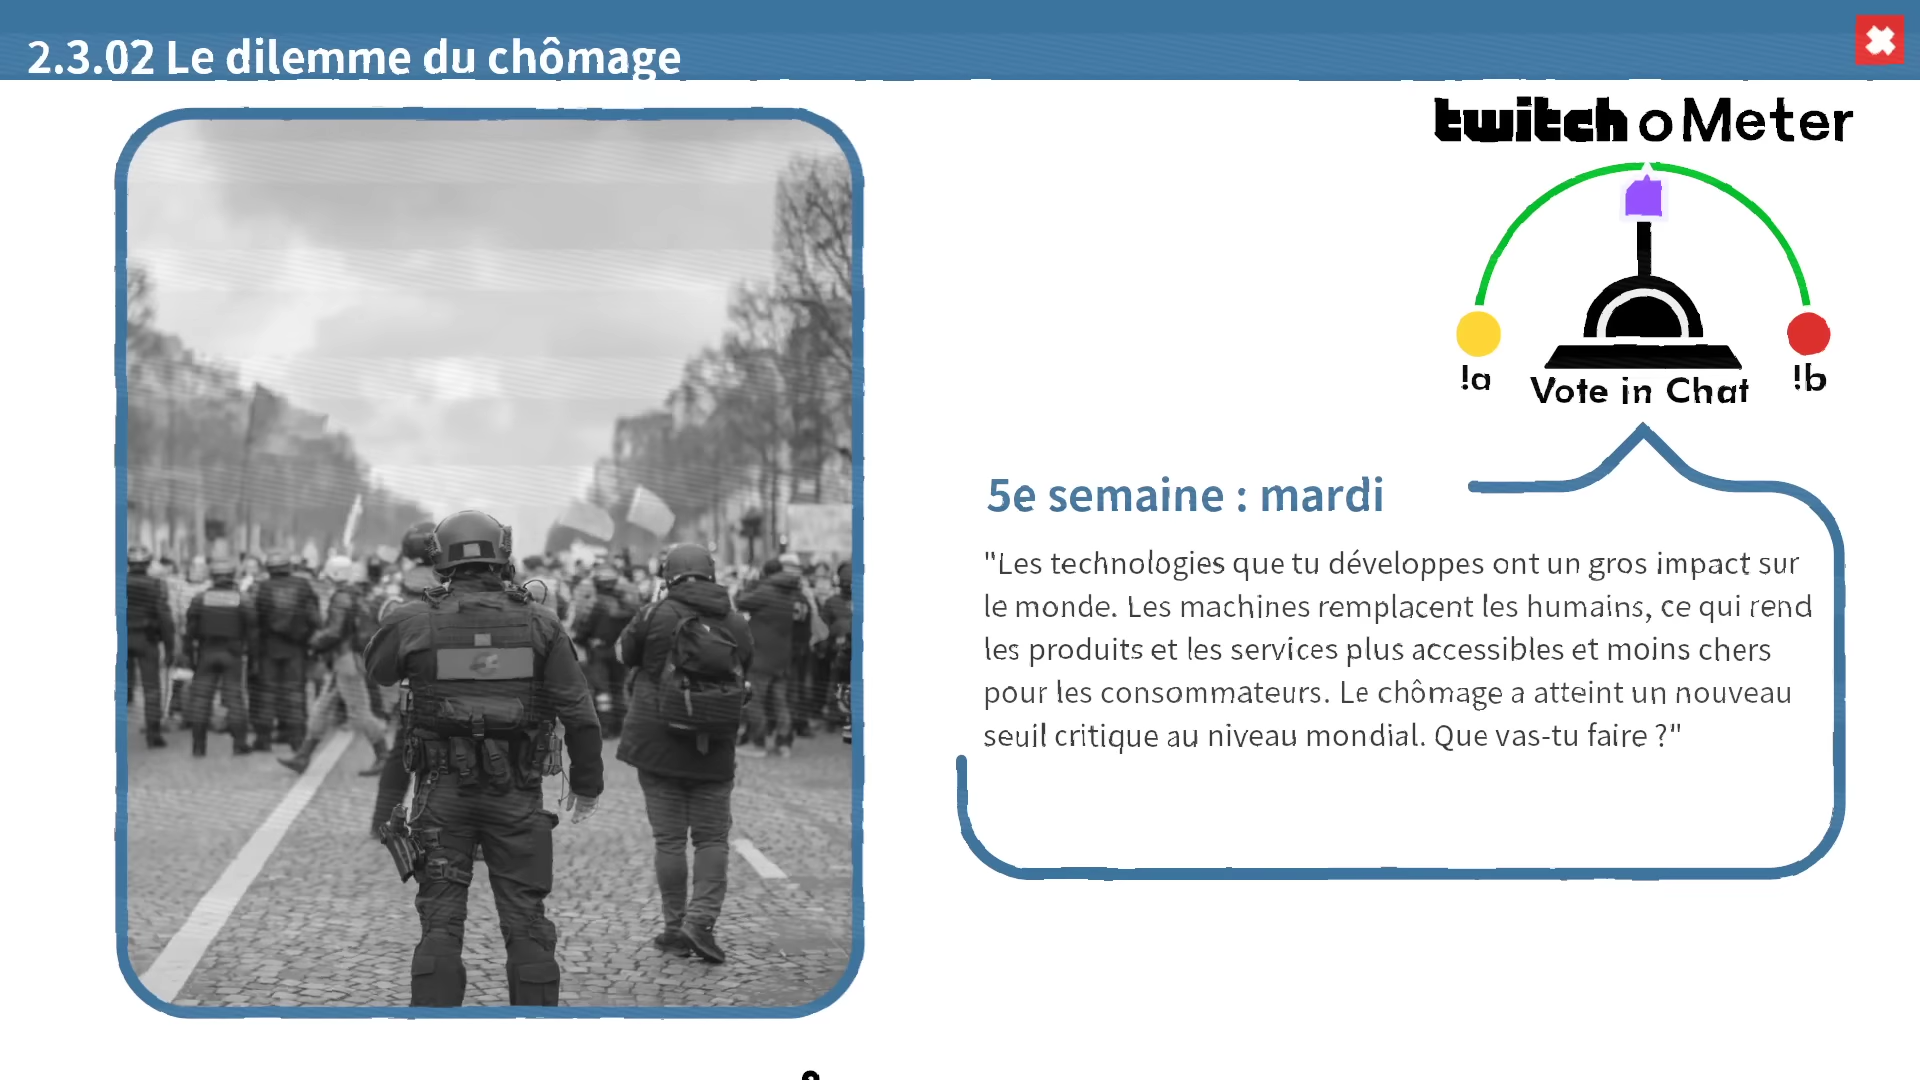 2.3.02 Le dilemme du chômage
twitch o Meter
!a
Vote in Chat
!b
5e semaine : mardi
"Les technologies que tu développes ont un gros impact sur
le monde. Les machines remplacent les humains, ce qui rend
les produits et les services plus accessibles et moins chers
pour les consommateurs. Le chômage a atteint un nouveau
seuil critique au niveau mondial. Que vas-tu faire ?"